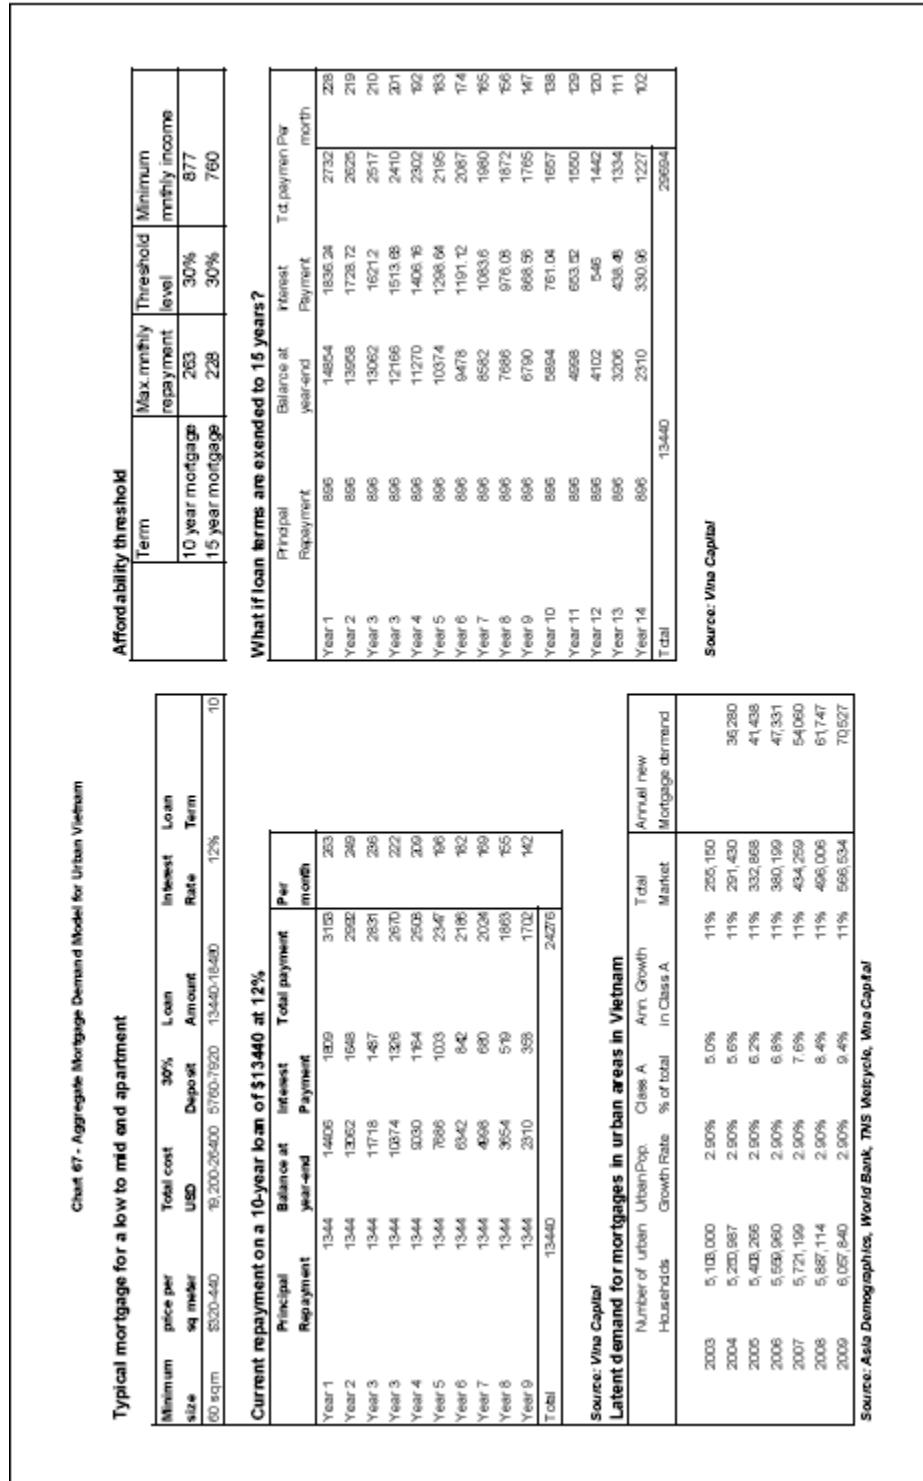 Chart 67 - Aggregate Mortgage Demand Model for Urban Vietnam
Typical mortgage for a low to mid end apartment
Minimum price per Total cost 30% Loan Interest Loan
size sq meter USD Deposit Amount Rate Term
60 sqm $320-440 19,200-26400 5760-7920 13440-18480 12% 10
Current repayment on a 10-year loan of $13440 at 12%
Principal Balance at Interest Total payment Per
Repayment year-end Payment month
Year 1 1344 14406 1809 3153 263
Year 2 1344 13062 1648 2992 249
Year 3 1344 11718 1487 2831 236
Year 3 1344 10374 1326 2670 222
Year 4 1344 9030 1164 2508 209
Year 5 1344 7686 1003 2347 196
Year 6 1344 6342 842 2186 182
Year 7 1344 4998 680 2024 169
Year 8 1344 3654 519 1863 155
Year 9 1344 2310 358 1702 142
Total 13440 24276
Source: Vina Capital
Latent demand for mortgages in urban areas in Vietnam
Number of urban Urban Pop. Class A Ann. Growth Total Annual new
Households Growth Rate % of total in Class A Market Mortgage demand
2003 5,103,000 2.90% 5.0% 11% 255,150
2004 5,250,987 2.90% 5.6% 11% 291,430 36,280
2005 5,403,266 2.90% 6.2% 11% 332,868 41,438
2006 5,559,960 2.90% 6.8% 11% 380,199 47,331
2007 5,721,199 2.90% 7.6% 11% 434,259 54,060
2008 5,887,114 2.90% 8.4% 11% 496,006 61,747
2009 6,057,840 2.90% 9.4% 11% 566,534 70,527
Source: Asia Demographics, World Bank, TNS Vietcycle, Vina Capital
Affordability threshold
Term Max. mnthly Threshold Minimum
repayment level mnthly income
10 year mortgage 263 30% 877
15 year mortgage 228 30% 760
What if loan terms are exended to 15 years?
Principal Balance at Interest Tot.paymen Per
Repayment year-end Payment month
Year 1 896 14854 1836.24 2732 228
Year 2 896 13958 1728.72 2625 219
Year 3 896 13062 1621.2 2517 210
Year 3 896 12166 1513.68 2410 201
Year 4 896 11270 1406.16 2302 192
Year 5 896 10374 1298.64 2195 183
Year 6 896 9478 1191.12 2087 174
Year 7 896 8582 1083.6 1980 165
Year 8 896 7686 976.08 1872 156
Year 9 896 6790 868.56 1765 147
Year 10 896 5894 761.04 1657 138
Year 11 896 4998 653.52 1550 129
Year 12 896 4102 546 1442 120
Year 13 896 3206 438.48 1334 111
Year 14 896 2310 330.96 1227 102
Total 13440 29694
Source: Vina Capital